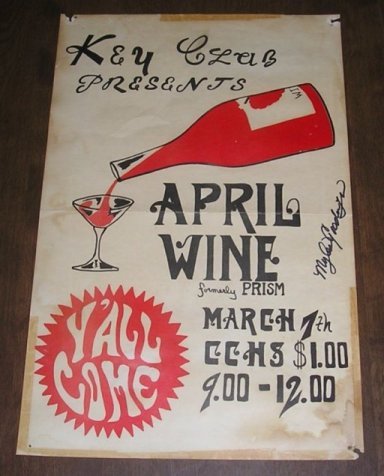 Key Club
PRESENTS
APRIL
WINE
formerly PRISM
Y'ALL
COME
MARCH 7th
CCHS $1.00
9.00-12.00